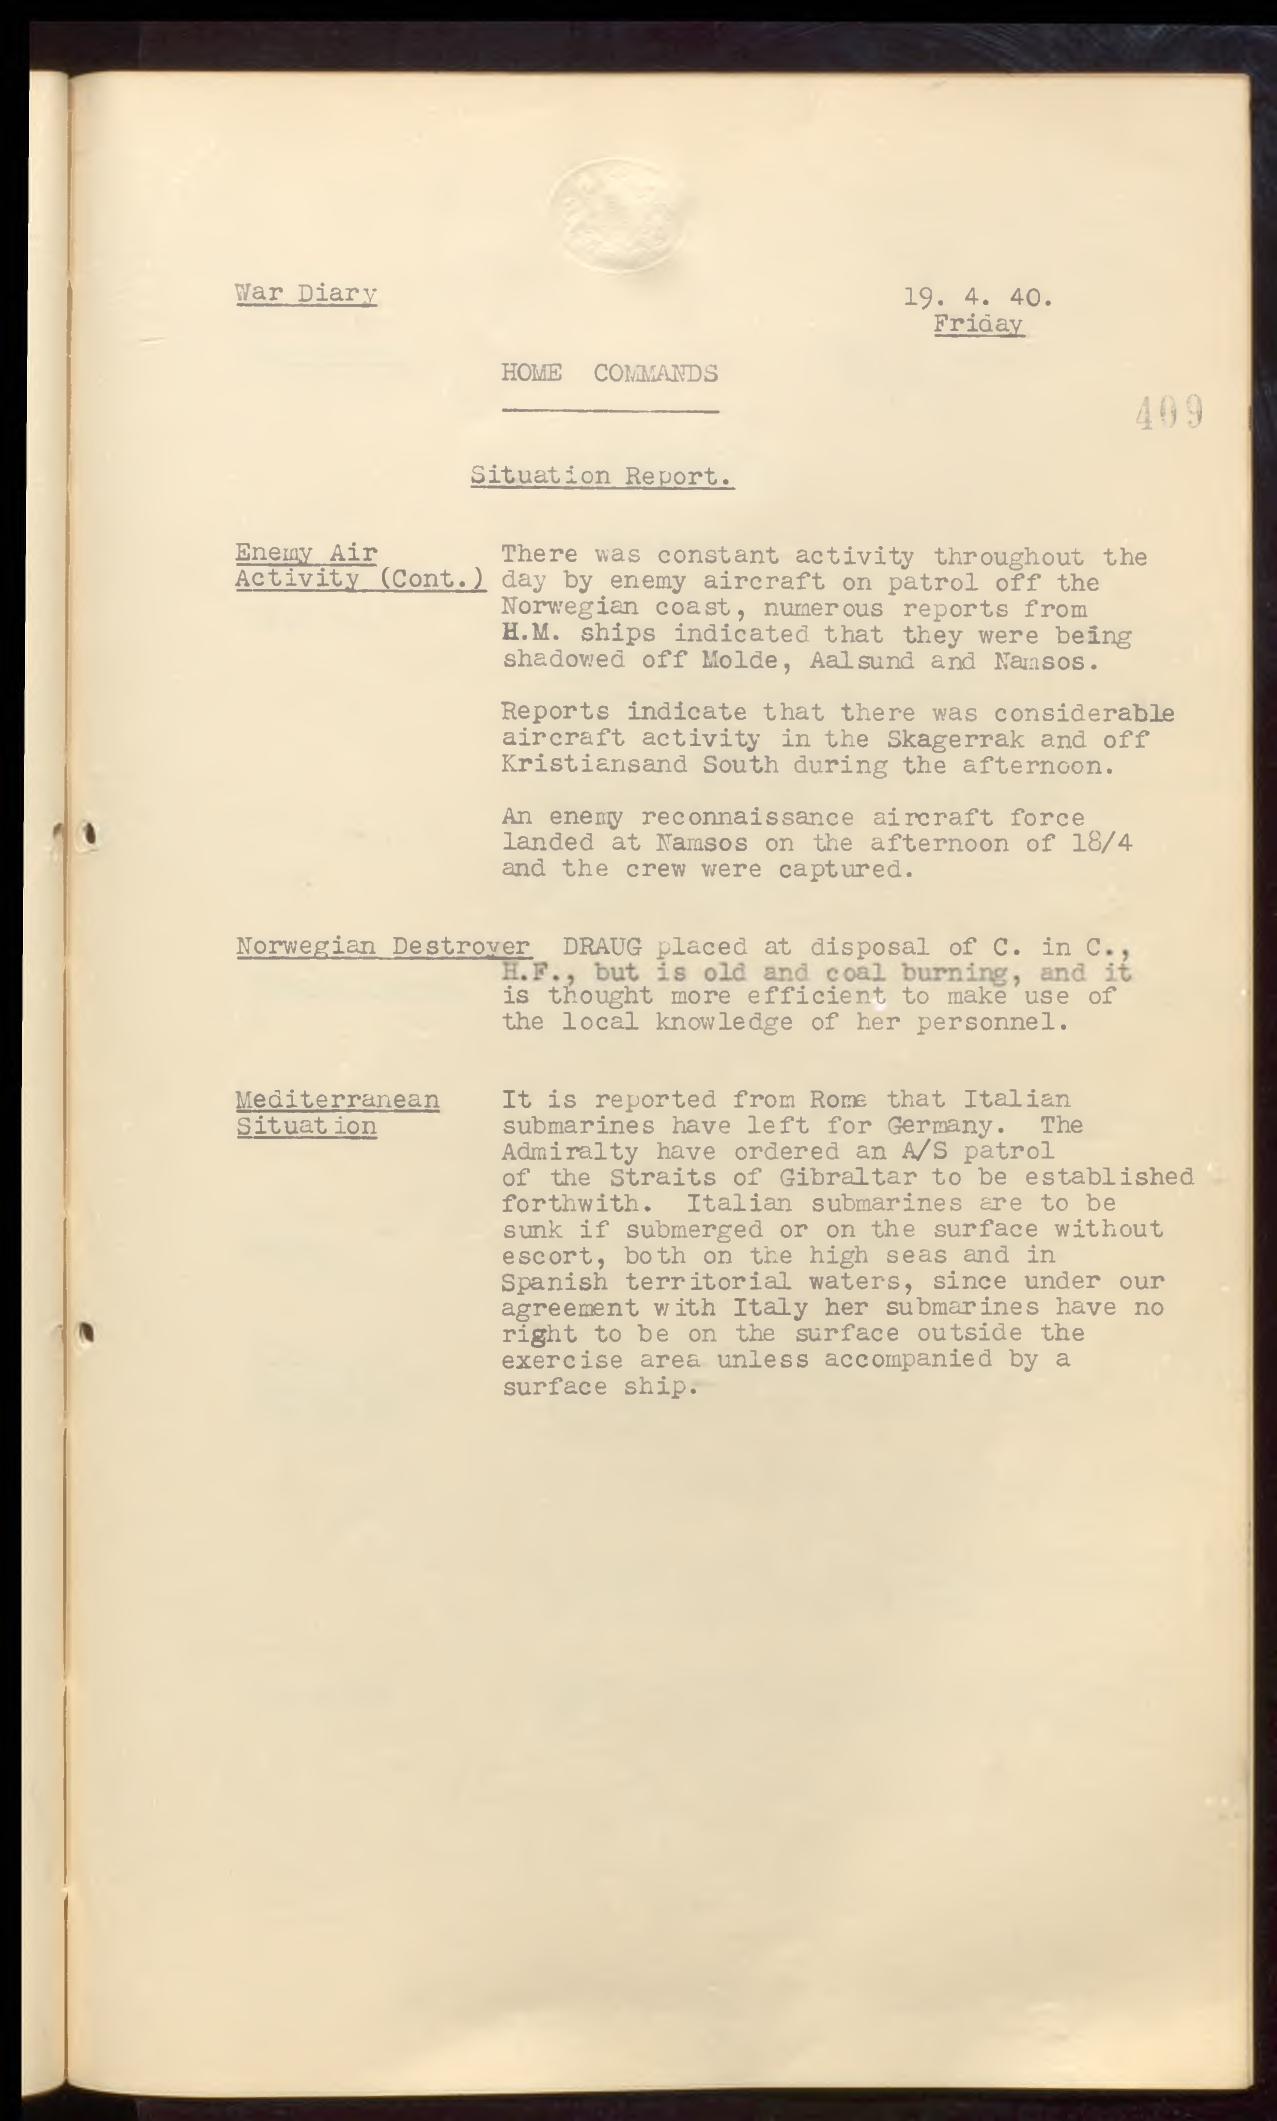 War Diary
19. 4. 40.
Friday
HOME COMMANDS
409
Situation Report.
Enemy Air
Activity (Cont.)
There was constant activity throughout the
day by enemy aircraft on patrol off the
Norwegian coast, numerous reports from
H.M. ships indicated that they were being
shadowed off Molde, Aalsund and Namsos.
Reports indicate that there was considerable
aircraft activity in the Skagerrak and off
Kristiansand South during the afternoon.
An enemy reconnaissance aircraft force
landed at Namsos on the afternoon of 18/4
and the crew were captured.
Norwegian Destroyer DRAUG placed at disposal of C. in C.,
H.F., but is old and coal burning, and it
is thought more efficient to make use of
the local knowledge of her personnel.
Mediterranean
Situation
It is reported from Rome that Italian
submarines have left for Germany. The
Admiralty have ordered an A/S patrol
of the Straits of Gibraltar to be established
forthwith. Italian submarines are to be
sunk if submerged or on the surface without
escort, both on the high seas and in
Spanish territorial waters, since under our
agreement with Italy her submarines have no
right to be on the surface outside the
exercise area unless accompanied by a
surface ship.